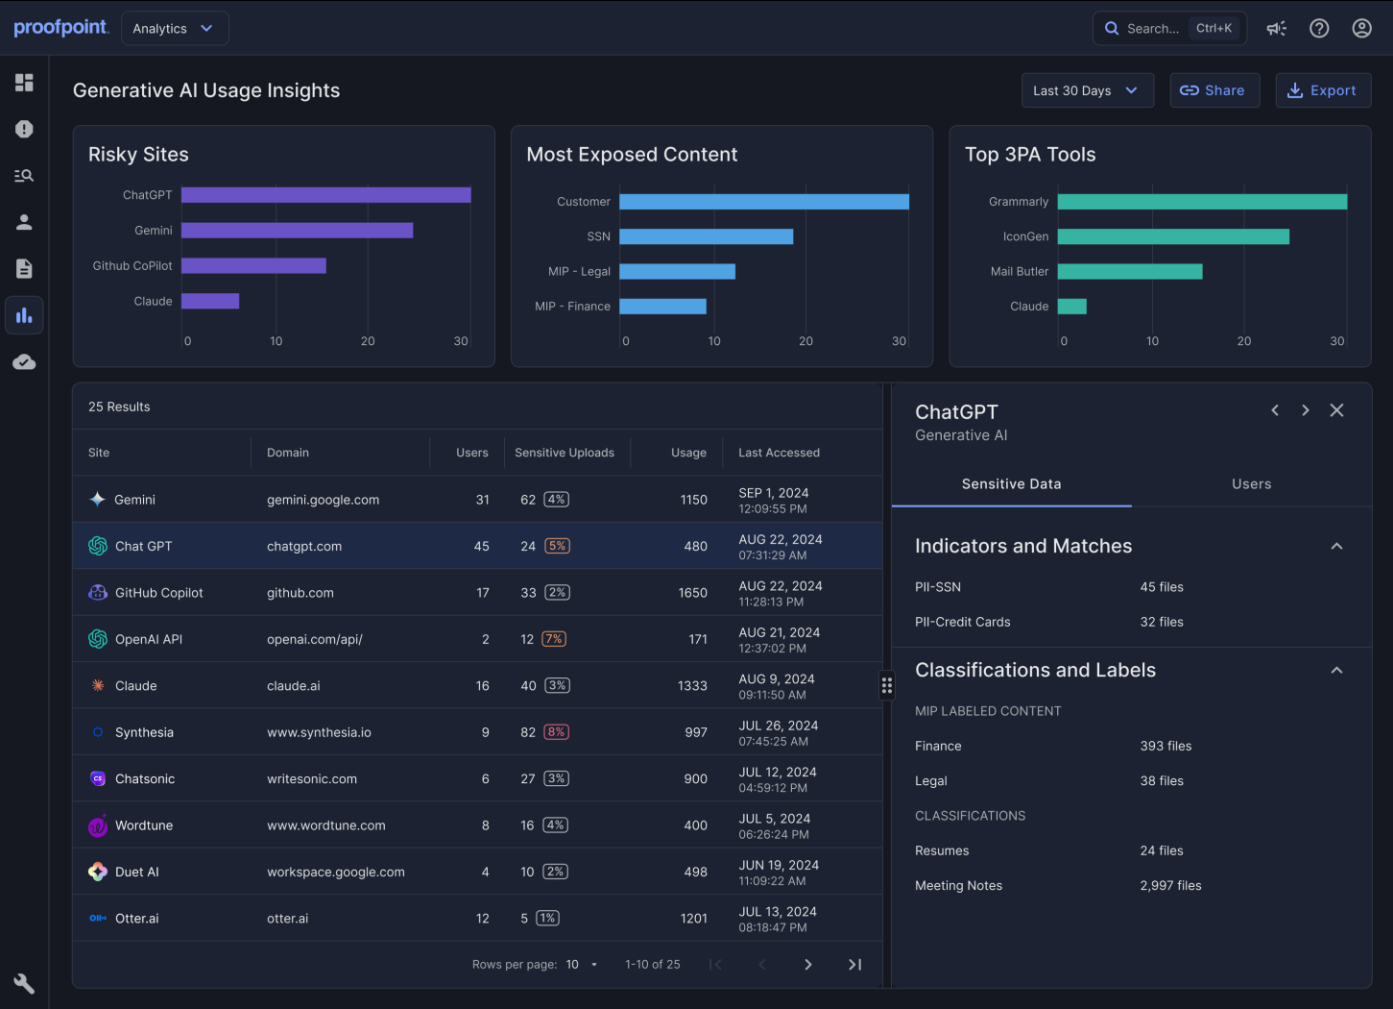 proofpoint.
Analytics
Search... Ctrl+K
Generative AI Usage Insights
Last 30 Days
Share
Export
Risky Sites
ChatGPT
Gemini
Github CoPilot
Claude
0 10 20 30
Most Exposed Content
Customer
SSN
MIP - Legal
MIP - Finance
0 10 20 30
Top 3PA Tools
Grammarly
IconGen
Mail Butler
Claude
0 10 20 30
25 Results
Site Domain Users Sensitive Uploads Usage Last Accessed
Gemini gemini.google.com 31 62 4% 1150 SEP 1, 2024
12:09:55 PM
Chat GPT chatgpt.com 45 24 5% 480 AUG 22, 2024
07:31:29 AM
GitHub Copilot github.com 17 33 2% 1650 AUG 22, 2024
11:28:13 PM
OpenAI API openai.com/api/ 2 12 7% 171 AUG 21, 2024
12:37:02 PM
Claude claude.ai 16 40 3% 1333 AUG 9, 2024
09:11:50 AM
Synthesia www.synthesia.io 9 82 8% 997 JUL 26, 2024
07:45:25 AM
CS Chatsonic writesonic.com 6 27 3% 900 JUL 12, 2024
04:59:12 PM
Wordtune www.wordtune.com 8 16 4% 400 JUL 5, 2024
06:26:24 PM
Duet AI workspace.google.com 4 10 2% 498 JUN 19, 2024
11:09:22 AM
Otter.ai otter.ai 12 5 1% 1201 JUL 13, 2024
08:18:47 PM
Rows per page: 10 1-10 of 25
ChatGPT
Generative AI
Sensitive Data Users
Indicators and Matches
PII-SSN 45 files
PII-Credit Cards 32 files
Classifications and Labels
MIP LABELED CONTENT
Finance 393 files
Legal 38 files
CLASSIFICATIONS
Resumes 24 files
Meeting Notes 2,997 files